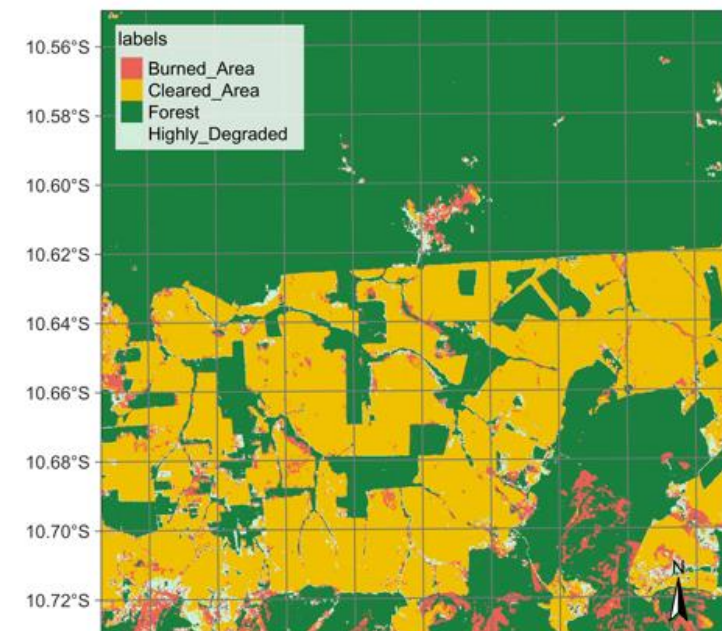 labels
Burned_Area
Cleared_Area
Forest
Highly_Degraded
10.56°S
10.58°S
10.60°S
10.62°S
10.64°S
10.66°S
10.68°S
10.70°S
10.72°S
N